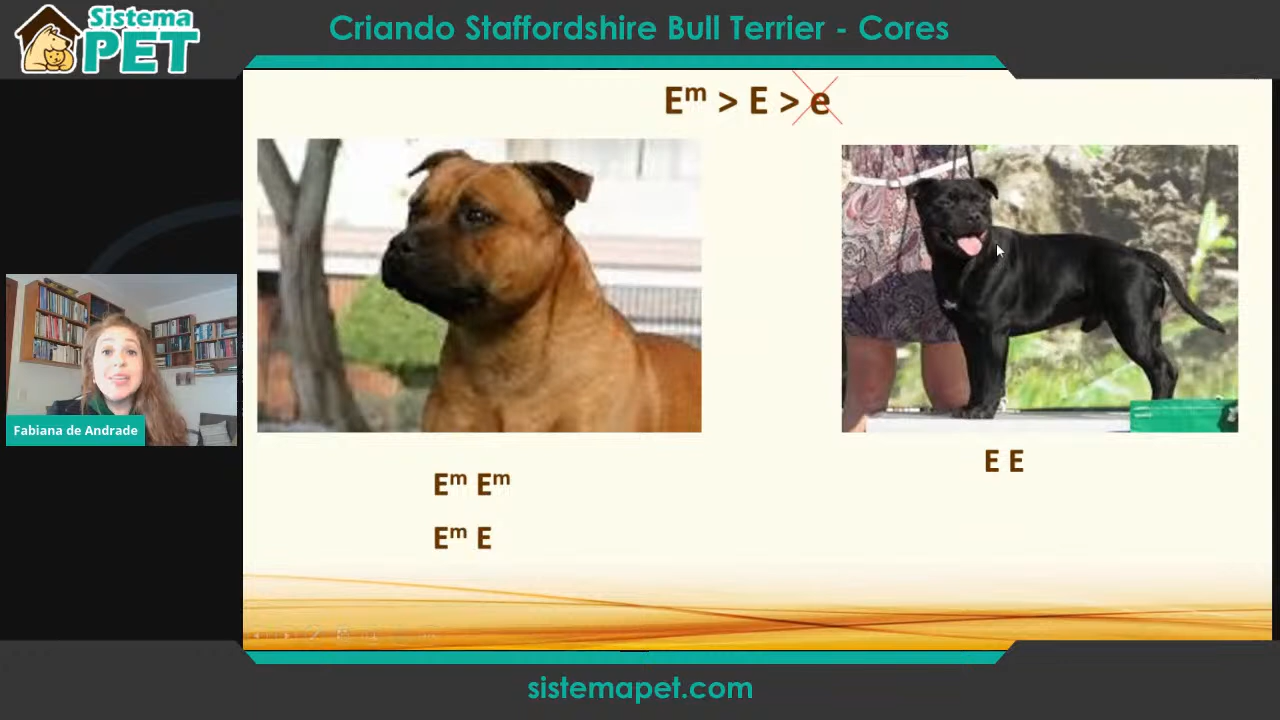 Sistema
PET
Criando Staffordshire Bull Terrier - Cores
Eᵐ > E > e
Eᵐ Eᵐ
Eᵐ E
E E
Fabiana de Andrade
sistemapet.com